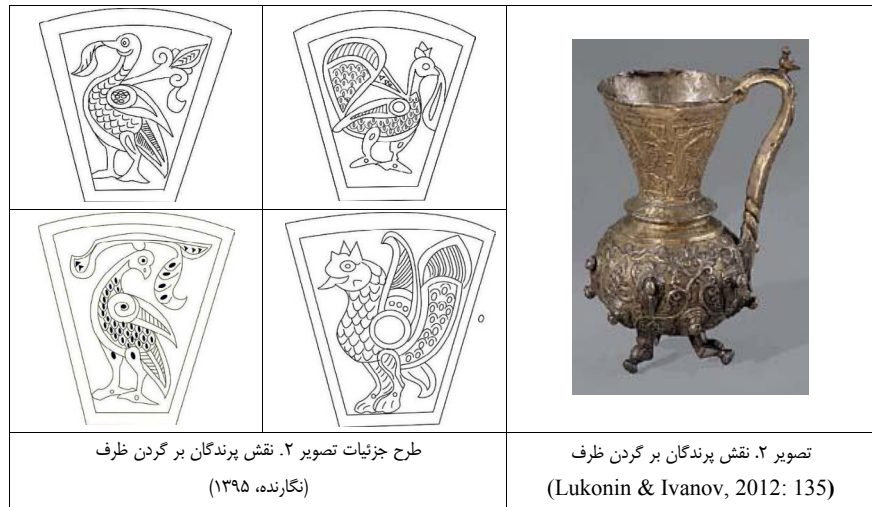 تصویر ۲. نقش پرندگان بر گردن ظرف
(Lukonin & Ivanov, 2012: 135)
طرح جزئیات تصویر ۲. نقش پرندگان بر گردن ظرف
(نگارنده، ۱۳۹۵)